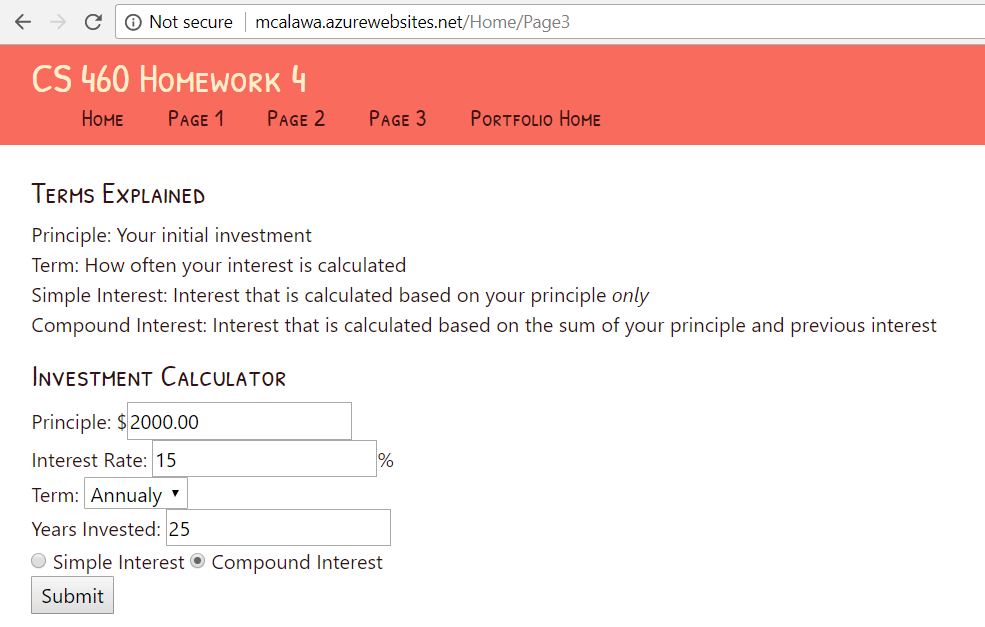 Not secure mcalawa.azurewebsites.net/Home/Page3
CS 460 Homework 4
Home Page 1 Page 2 Page 3 Portfolio Home
Terms Explained
Principle: Your initial investment
Term: How often your interest is calculated
Simple Interest: Interest that is calculated based on your principle only
Compound Interest: Interest that is calculated based on the sum of your principle and previous interest
Investment Calculator
Principle: $2000.00
Interest Rate: 15%
Term: Annualy
Years Invested: 25
Simple Interest Compound Interest
Submit